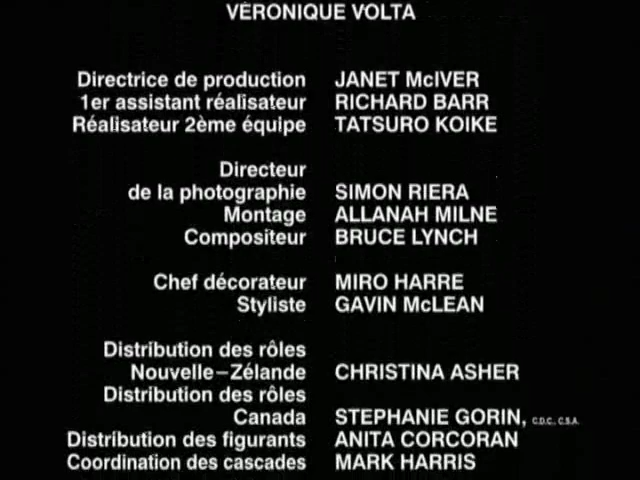 VÉRONIQUE VOLTA
Directrice de production JANET McIVER
1er assistant réalisateur RICHARD BARR
Réalisateur 2ème équipe TATSURO KOIKE
Directeur
de la photographie SIMON RIERA
Montage ALLANAH MILNE
Compositeur BRUCE LYNCH
Chef décorateur MIRO HARRE
Styliste GAVIN McLEAN
Distribution des rôles
Nouvelle–Zélande CHRISTINA ASHER
Distribution des rôles
Canada STEPHANIE GORIN, C.D.C., C.S.A.
Distribution des figurants ANITA CORCORAN
Coordination des cascades MARK HARRIS